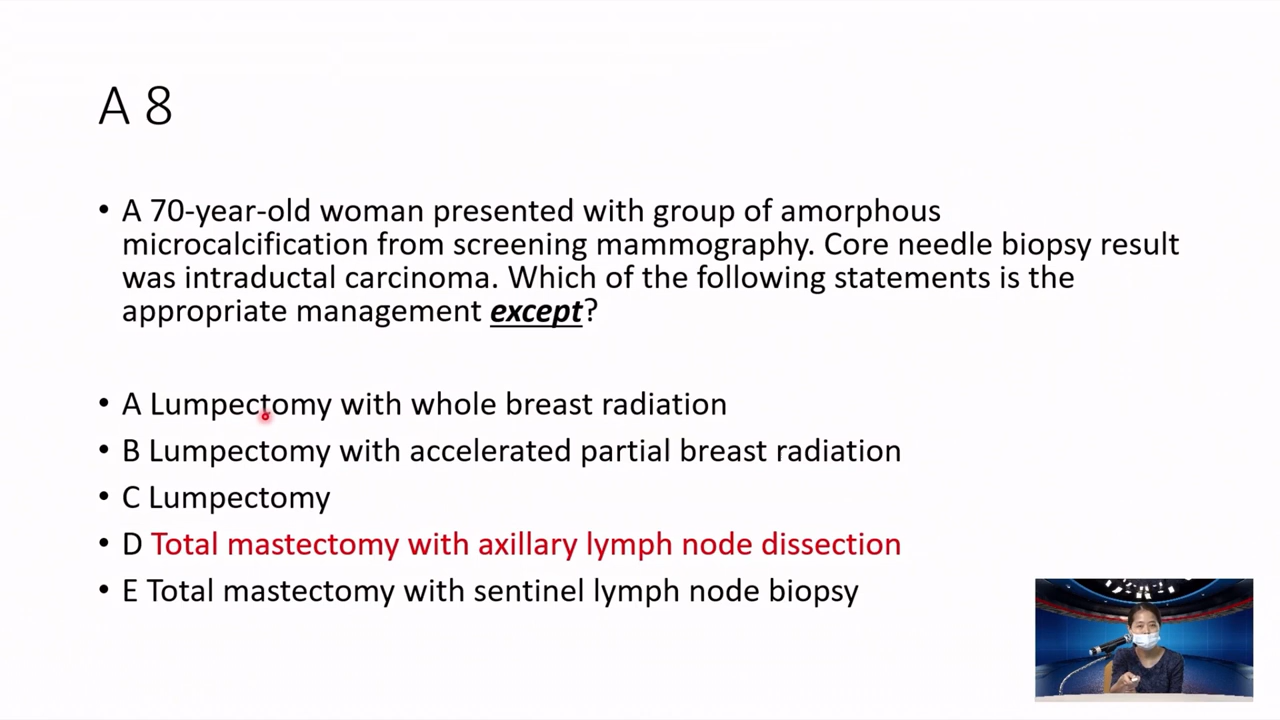 A 8
• A 70-year-old woman presented with group of amorphous
microcalcification from screening mammography. Core needle biopsy result
was intraductal carcinoma. Which of the following statements is the
appropriate management except?
• A Lumpectomy with whole breast radiation
• B Lumpectomy with accelerated partial breast radiation
• C Lumpectomy
• D Total mastectomy with axillary lymph node dissection
• E Total mastectomy with sentinel lymph node biopsy